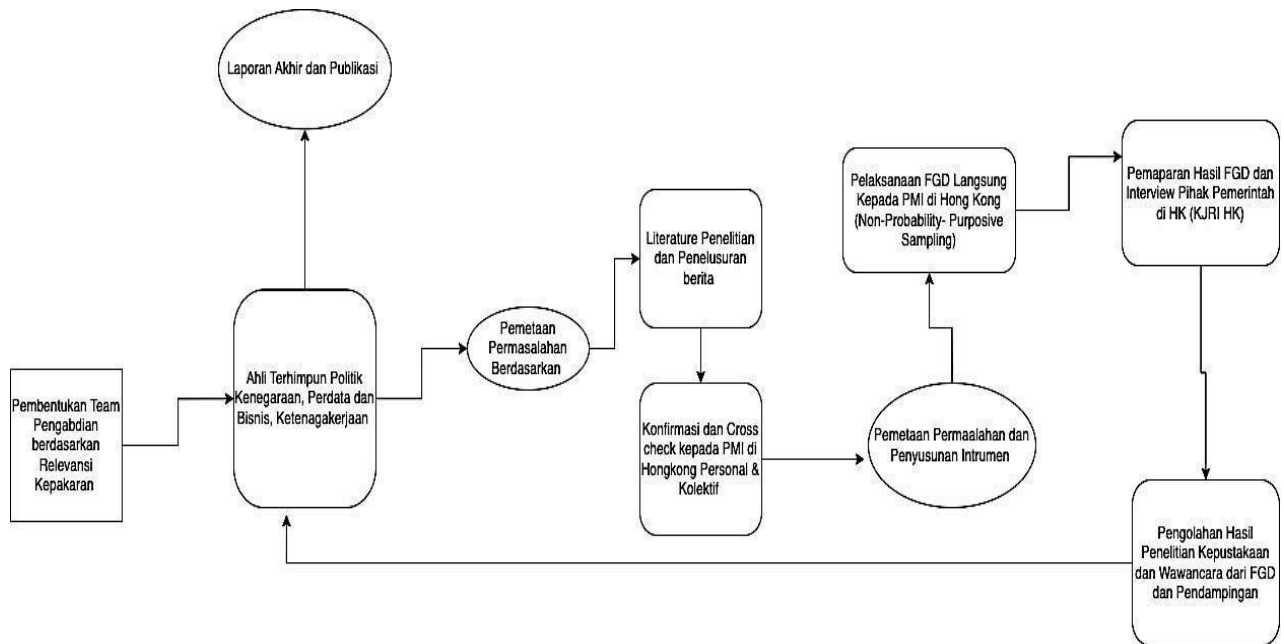 Laporan Akhir dan Publikasi
Pembentukan Team
Pengabdian berdasarkan
Relevansi
Kepakaran
Ahli Terhimpun Politik
Kenegaraan, Perdata dan
Bisnis, Ketenagakerjaan
Pemetaan
Permasalahan
Berdasarkan
Literature Penelitian
dan Penelusuran
berita
Konfirmasi dan Cross
check kepada PMI di
Hongkong Personal &
Kolektif
Pemetaan Permaalahan dan
Penyusunan Intrumen
Pelaksanaan FGD Langsung
Kepada PMI di Hong Kong
(Non-Probability- Purposive
Sampling)
Pemaparan Hasil FGD dan
Interview Pihak Pemerintah
di HK (KJRI HK)
Pengolahan Hasil
Penelitian Kepustakaan
dan Wawancara dari FGD
dan Pendampingan